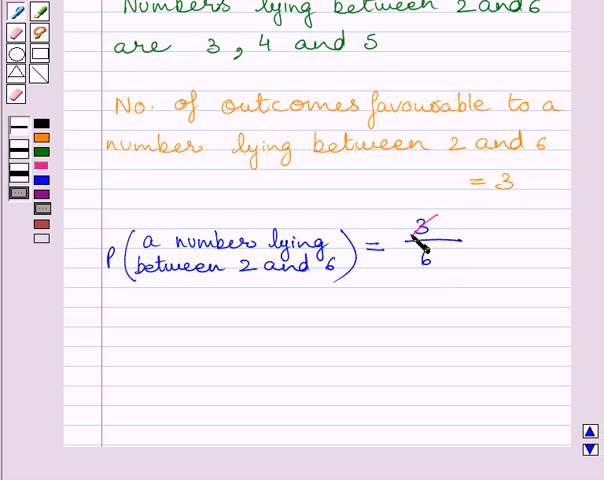 Numbers lying between 2 and 6
are 3, 4 and 5
No. of outcomes favourable to a
number lying between 2 and 6
= 3
P( a number lying between 2 and 6 ) = 3/6